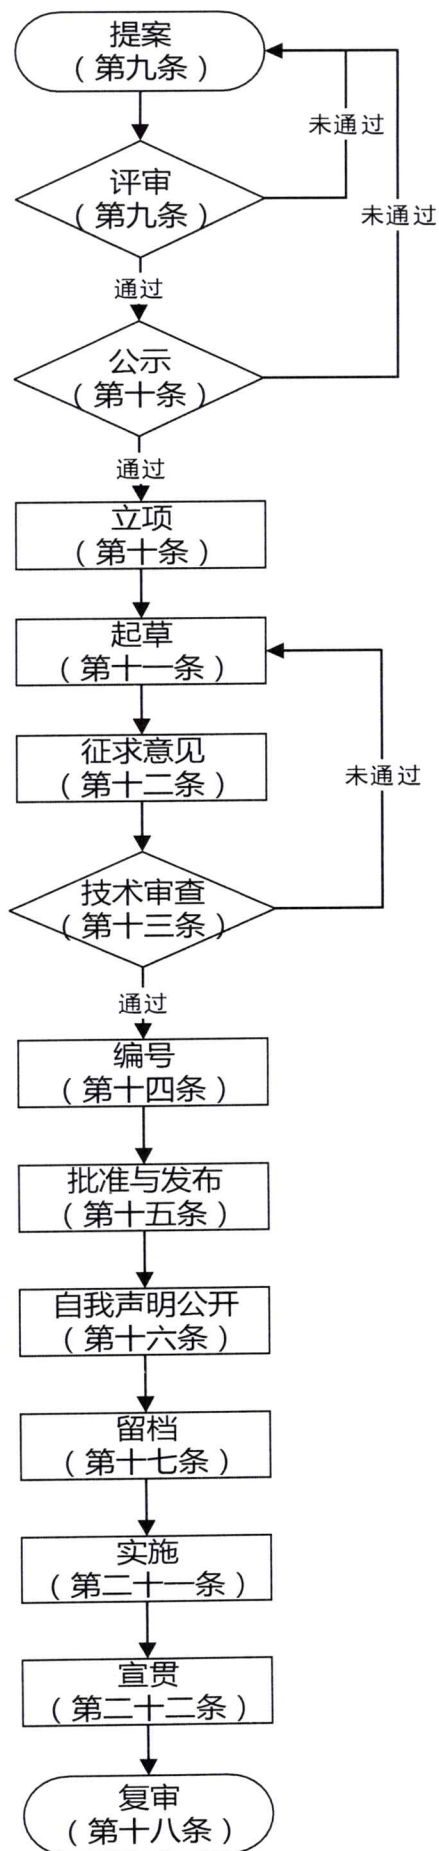 提案
（第九条）
未通过
评审
（第九条）
未通过
通过
公示
（第十条）
通过
立项
（第十条）
起草
（第十一条）
征求意见
（第十二条）
未通过
技术审查
（第十三条）
通过
编号
（第十四条）
批准与发布
（第十五条）
自我声明公开
（第十六条）
留档
（第十七条）
实施
（第二十一条）
宣贯
（第二十二条）
复审
（第十八条）